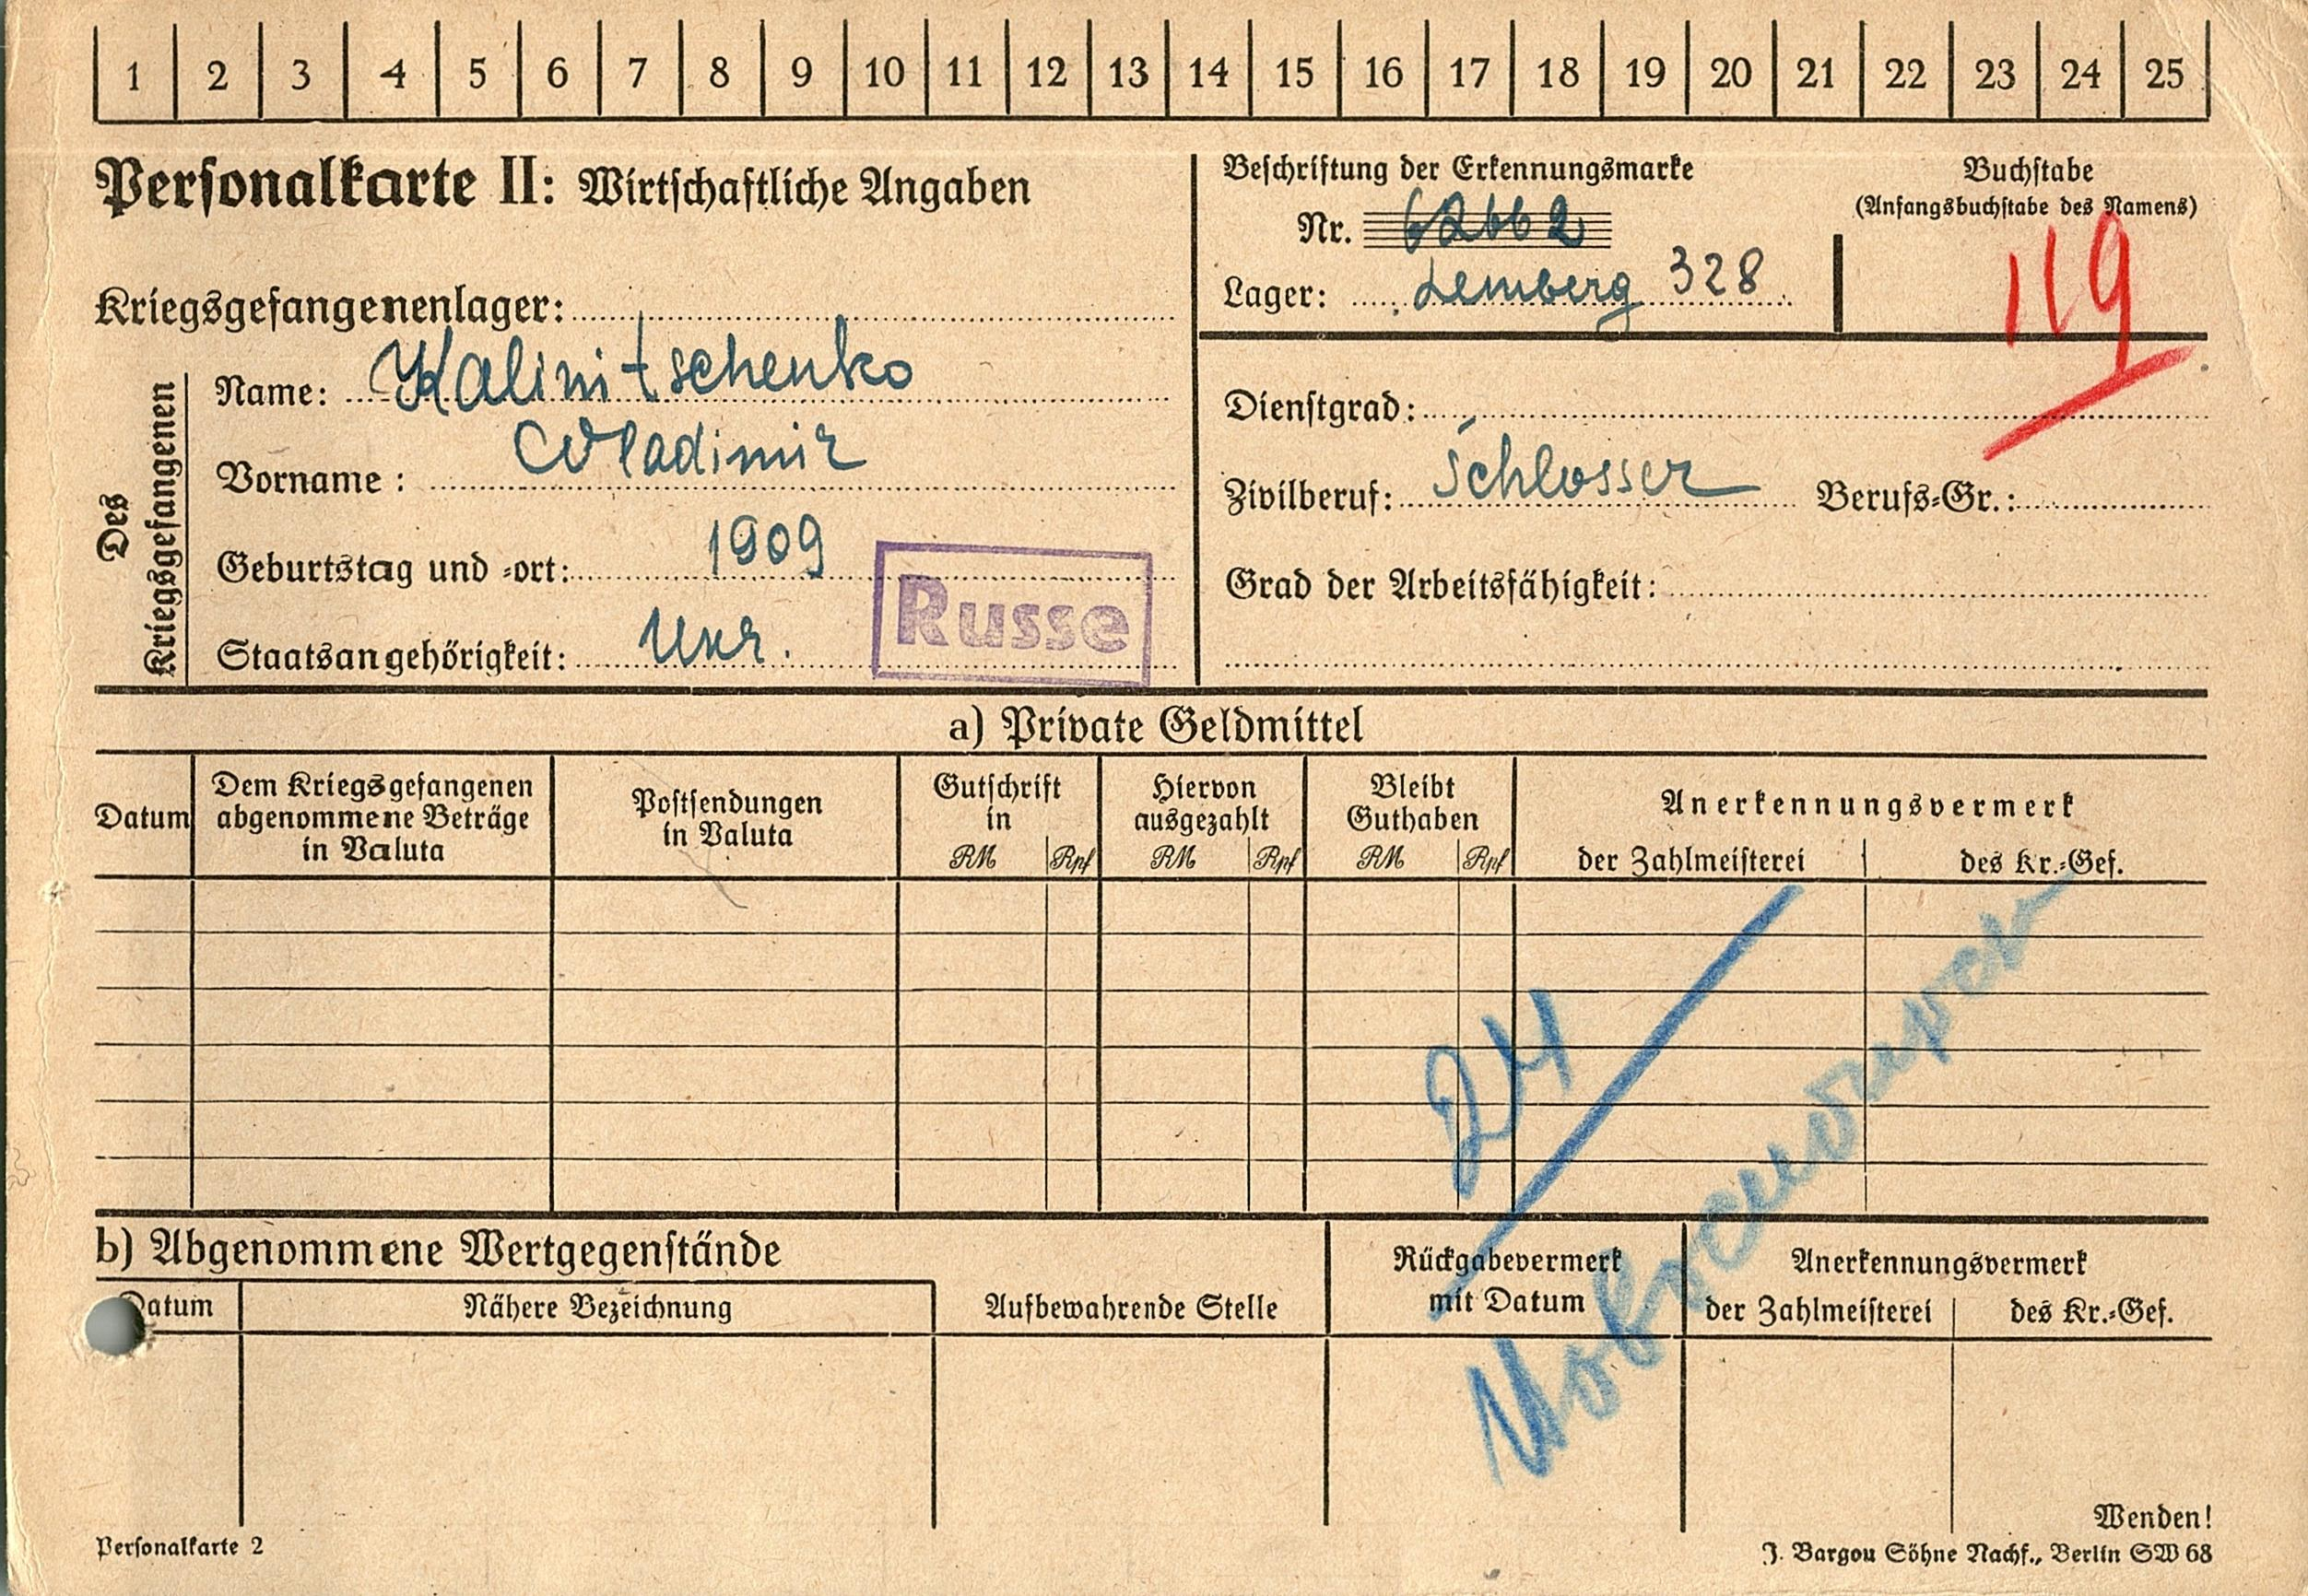 1 2 3 4 5 6 7 8 9 10 11 12 13 14 15 16 17 18 19 20 21 22 23 24 25
Personalkarte II: Wirtschaftliche Angaben
Beschriftung der Erkennungsmarke
Nr. 62662
Lager: Lemberg 328
Buchstabe
(Anfangsbuchstabe des Namens)
119
Kriegsgefangenenlager:
Des
Kriegsgefangenen
Name: Kalinitschenko
Vorname: Wladimir
Geburtstag und -ort: 1909
Staatsangehörigkeit: Ukr.
Russe
Dienstgrad:
Zivilberuf: Schlosser Berufs-Gr.:
Grad der Arbeitsfähigkeit:
a) Private Geldmittel
Datum
Dem Kriegsgefangenen
abgenommene Beträge
in Valuta
Postsendungen
in Valuta
Gutschrift
in
RM Rpf
Hiervon
ausgezahlt
RM Rpf
Bleibt
Guthaben
RM Rpf
Anerkennungsvermerk
der Zahlmeisterei des Kr.-Gef.
24
b) Abgenommene Wertgegenstände
Datum Nähere Bezeichnung
Aufbewahrende Stelle
Rückgabevermerk
mit Datum
Anerkennungsvermerk
der Zahlmeisterei des Kr.-Gef.
Wenden!
Personalkarte 2
J. Bargou Söhne Nachf., Berlin SW 68